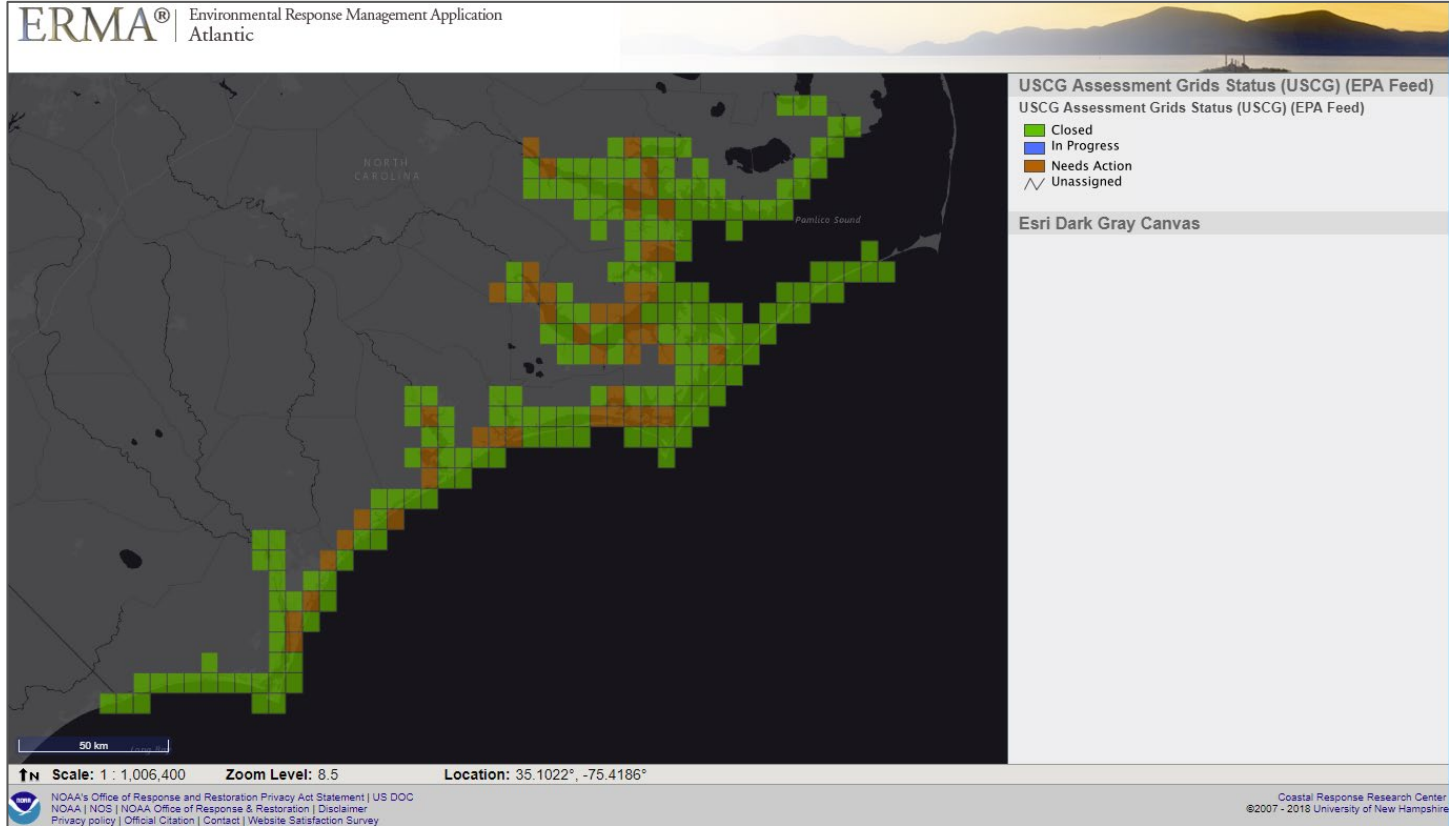 ERMA® Environmental Response Management Application
Atlantic
USCG Assessment Grids Status (USCG) (EPA Feed)
USCG Assessment Grids Status (USCG) (EPA Feed)
Closed
In Progress
Needs Action
Unassigned
Esri Dark Gray Canvas
NORTH
CAROLINA
Pamlico Sound
50 km
Long Bay
N Scale: 1 : 1,006,400 Zoom Level: 8.5 Location: 35.1022°, -75.4186°
NOAA
NOAA's Office of Response and Restoration Privacy Act Statement | US DOC
NOAA | NOS | NOAA Office of Response & Restoration | Disclaimer
Privacy policy | Official Citation | Contact | Website Satisfaction Survey
Coastal Response Research Center
©2007 - 2018 University of New Hampshire